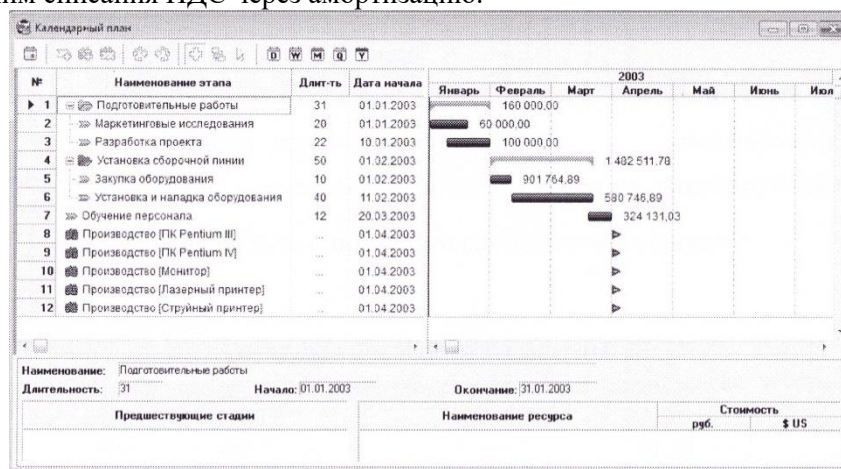 им списания НДС через амортизацию.
Календарный план
D W M Q Y
№ Наименование этапа Длит-ть Дата начала 2003
Январь Февраль Март Апрель Май Июнь Июл
1 Подготовительные работы 31 01.01.2003 160 000,00
2 Маркетинговые исследования 20 01.01.2003 60 000,00
3 Разработка проекта 22 10.01.2003 100 000,00
4 Установка сборочной линии 50 01.02.2003 1 482 511,78
5 Закупка оборудования 10 01.02.2003 901 764,89
6 Установка и наладка оборудования 40 11.02.2003 580 746,89
7 Обучение персонала 12 20.03.2003 324 131,03
8 Производство [ПК Pentium III] ... 01.04.2003
9 Производство [ПК Pentium IV] ... 01.04.2003
10 Производство [Монитор] ... 01.04.2003
11 Производство [Лазерный принтер] ... 01.04.2003
12 Производство [Струйный принтер] ... 01.04.2003
Наименование: Подготовительные работы
Длительность: 31 Начало: 01.01.2003 Окончание: 31.01.2003
Предшествующие стадии Наименование ресурса Стоимость
руб. $ US